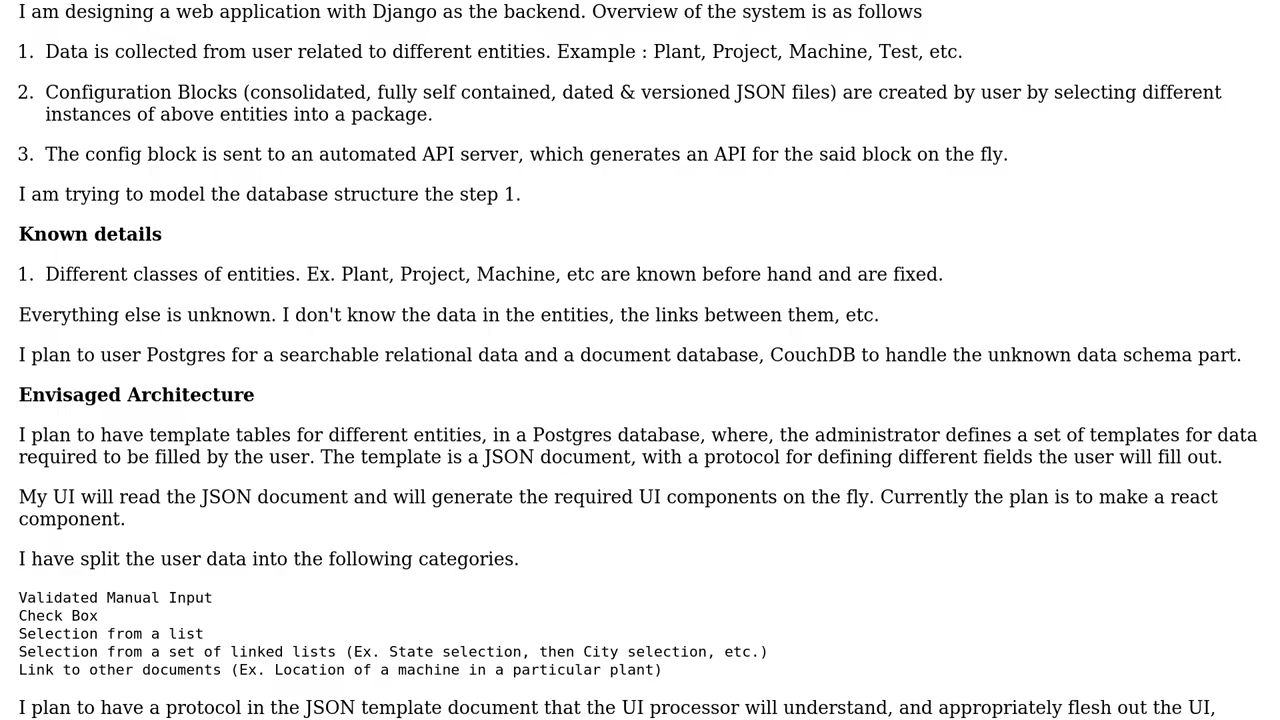 I am designing a web application with Django as the backend. Overview of the system is as follows
1. Data is collected from user related to different entities. Example : Plant, Project, Machine, Test, etc.
2. Configuration Blocks (consolidated, fully self contained, dated & versioned JSON files) are created by user by selecting different
instances of above entities into a package.
3. The config block is sent to an automated API server, which generates an API for the said block on the fly.
I am trying to model the database structure the step 1.
Known details
1. Different classes of entities. Ex. Plant, Project, Machine, etc are known before hand and are fixed.
Everything else is unknown. I don't know the data in the entities, the links between them, etc.
I plan to user Postgres for a searchable relational data and a document database, CouchDB to handle the unknown data schema part.
Envisaged Architecture
I plan to have template tables for different entities, in a Postgres database, where, the administrator defines a set of templates for data
required to be filled by the user. The template is a JSON document, with a protocol for defining different fields the user will fill out.
My UI will read the JSON document and will generate the required UI components on the fly. Currently the plan is to make a react
component.
I have split the user data into the following categories.
Validated Manual Input
Check Box
Selection from a list
Selection from a set of linked lists (Ex. State selection, then City selection, etc.)
Link to other documents (Ex. Location of a machine in a particular plant)
I plan to have a protocol in the JSON template document that the UI processor will understand, and appropriately flesh out the UI,